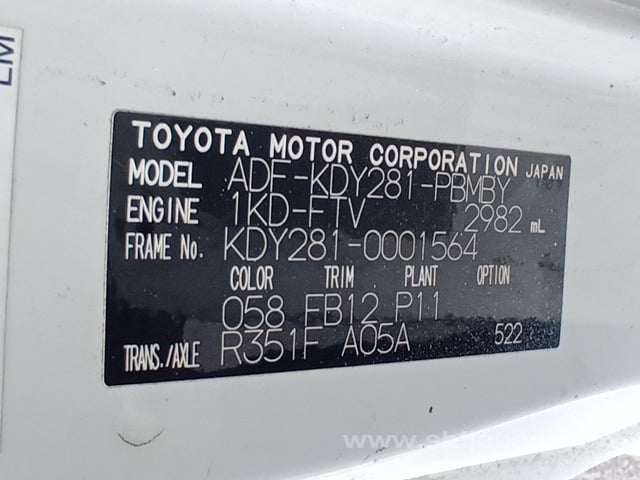 LM
TOYOTA MOTOR CORPORATION JAPAN
MODEL ADF-KDY281-PBMBY
ENGINE 1KD-FTV 2982 mL
FRAME No. KDY281-0001564
COLOR TRIM PLANT OPTION
058 FB12 P11
TRANS./AXLE R351F A05A 522